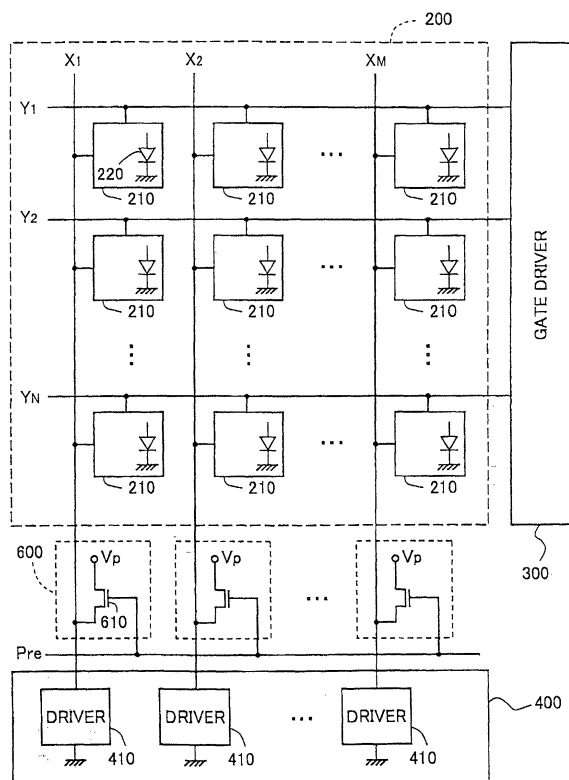 200
X1 X2 XM
Y1
220
210 210 210
Y2
210 210 210
YN
210 210 210
GATE DRIVER
300
600
Vp Vp Vp
610
Pre
400
DRIVER DRIVER DRIVER
410 410 410